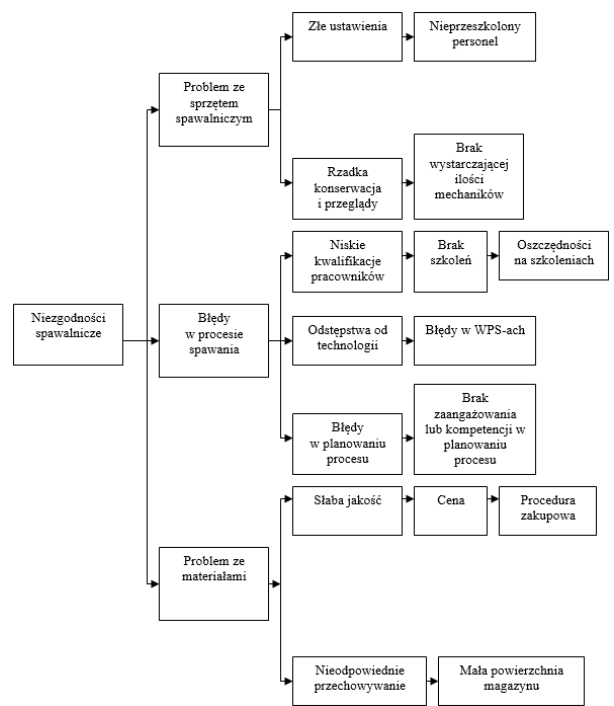 Złe ustawienia
Nieprzeszkolony
personel
Problem ze
sprzętem
spawalniczym
Rzadka
konserwacja
i przeglądy
Brak
wystarczającej
ilości
mechaników
Niskie
kwalifikacje
pracowników
Brak
szkoleń
Oszczędności
na szkoleniach
Niezgodności
spawalnicze
Błędy
w procesie
spawania
Odstępstwa od
technologii
Błędy w WPS-ach
Błędy
w planowaniu
procesu
Brak
zaangażowania
lub kompetencji w
planowaniu
procesu
Słaba jakość
Cena
Procedura
zakupowa
Problem ze
materiałami
Nieodpowiednie
przechowywanie
Mała powierzchnia
magazynu